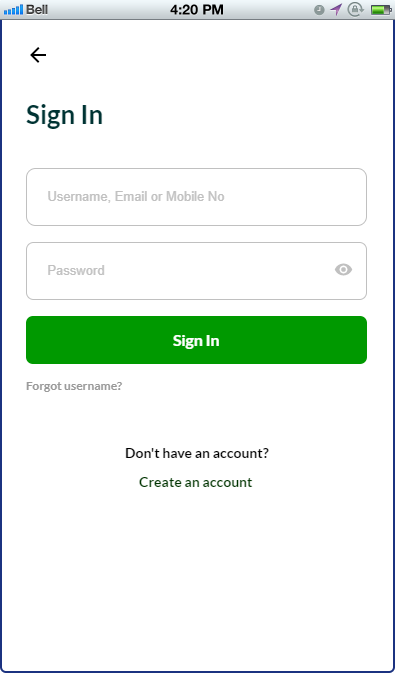 Bell 4:20 PM
Sign In
Username, Email or Mobile No
Password
Sign In
Forgot username?
Don't have an account?
Create an account